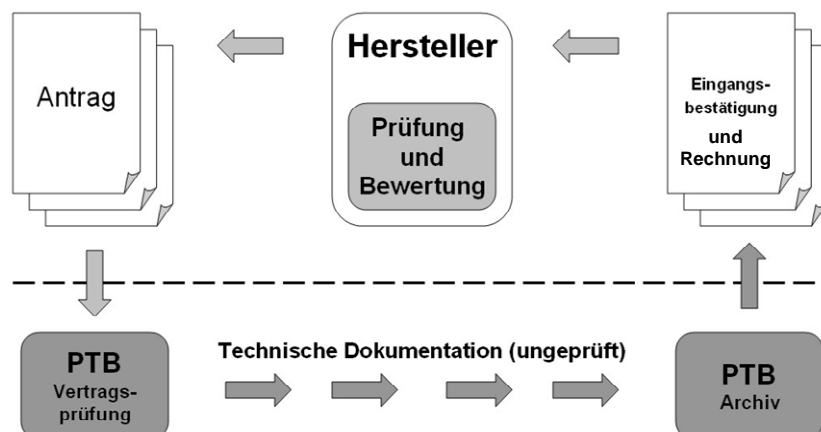 Antrag
Hersteller
Prüfung
und
Bewertung
Eingangs-
bestätigung
und
Rechnung
PTB
Vertrags-
prüfung
Technische Dokumentation (ungeprüft)
PTB
Archiv